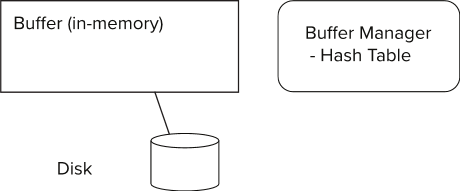 Buffer (in-memory)
Buffer Manager
- Hash Table
Disk